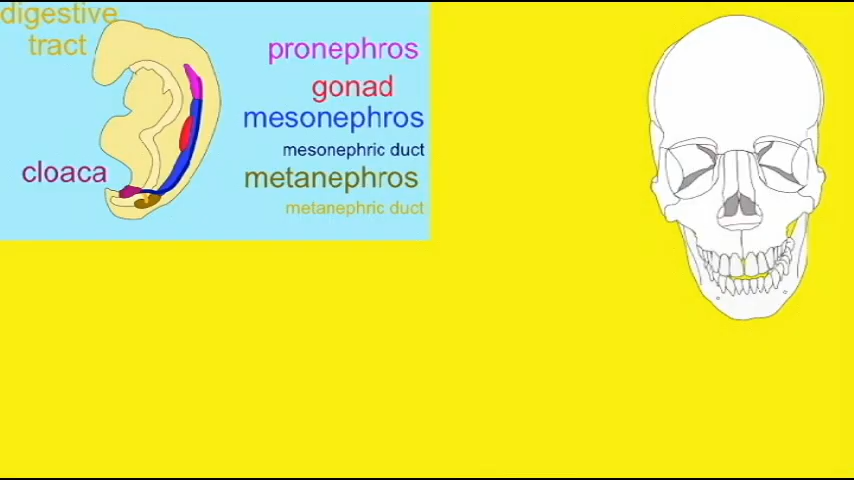 digestive
tract
pronephros
gonad
mesonephros
mesonephric duct
cloaca
metanephros
metanephric duct